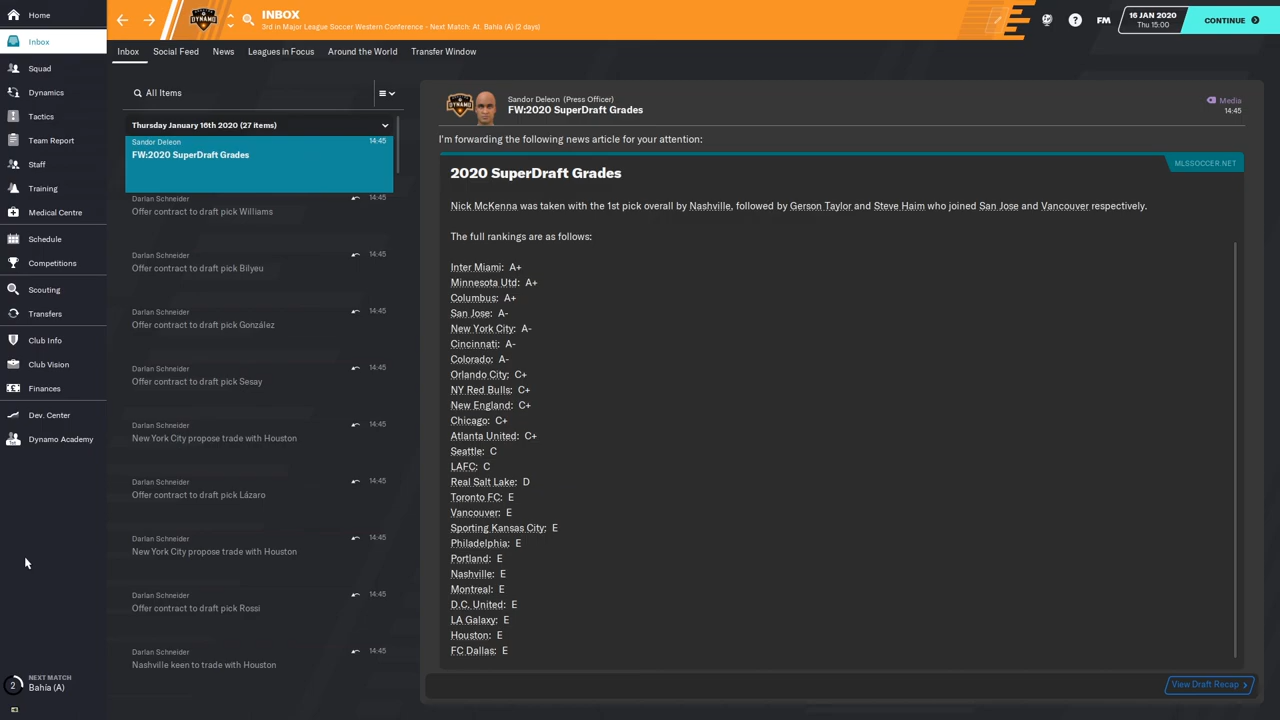 Home
Inbox
Squad
Dynamics
Tactics
Team Report
Staff
Training
Medical Centre
Schedule
Competitions
Scouting
Transfers
Club Info
Club Vision
Finances
Dev. Center
Dynamo Academy
2
NEXT MATCH
Bahía (A)
DYNAMO
INBOX
3rd in Major League Soccer Western Conference - Next Match: At. Bahía (A) (2 days)
FM
16 JAN 2020
Thu 15:00
CONTINUE
Inbox
Social Feed
News
Leagues in Focus
Around the World
Transfer Window
All Items
Thursday January 16th 2020 (27 items)
Sandor Deleon 14:45
FW:2020 SuperDraft Grades
Darlan Schneider 14:45
Offer contract to draft pick Williams
Darlan Schneider 14:45
Offer contract to draft pick Bilyeu
Darlan Schneider 14:45
Offer contract to draft pick González
Darlan Schneider 14:45
Offer contract to draft pick Sesay
Darlan Schneider 14:45
New York City propose trade with Houston
Darlan Schneider 14:45
Offer contract to draft pick Lázaro
Darlan Schneider 14:45
New York City propose trade with Houston
Darlan Schneider 14:45
Offer contract to draft pick Rossi
Darlan Schneider 14:45
Nashville keen to trade with Houston
DYNAMO
Sandor Deleon (Press Officer)
FW:2020 SuperDraft Grades
Media
14:45
I'm forwarding the following news article for your attention:
MLSSOCCER.NET
2020 SuperDraft Grades
Nick McKenna was taken with the 1st pick overall by Nashville, followed by Gerson Taylor and Steve Haim who joined San Jose and Vancouver respectively.
The full rankings are as follows:
Inter Miami: A+
Minnesota Utd: A+
Columbus: A+
San Jose: A-
New York City: A-
Cincinnati: A-
Colorado: A-
Orlando City: C+
NY Red Bulls: C+
New England: C+
Chicago: C+
Atlanta United: C+
Seattle: C
LAFC: C
Real Salt Lake: D
Toronto FC: E
Vancouver: E
Sporting Kansas City: E
Philadelphia: E
Portland: E
Nashville: E
Montreal: E
D.C. United: E
LA Galaxy: E
Houston: E
FC Dallas: E
View Draft Recap